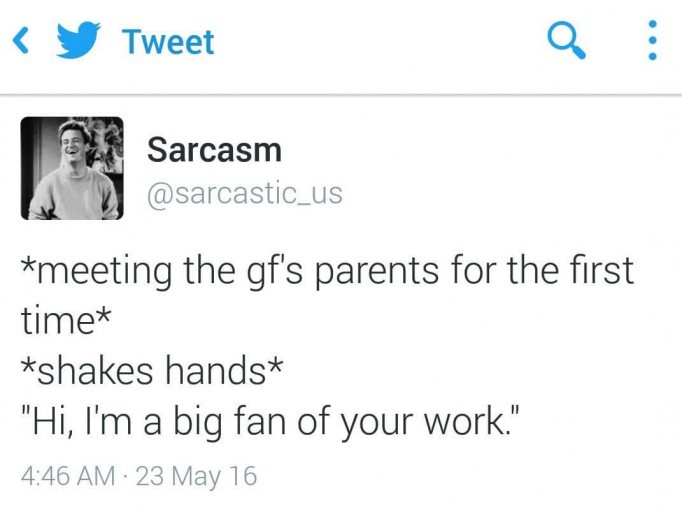 Tweet
Sarcasm
@sarcastic_us
*meeting the gf's parents for the first
time*
*shakes hands*
"Hi, I'm a big fan of your work."
4:46 AM · 23 May 16